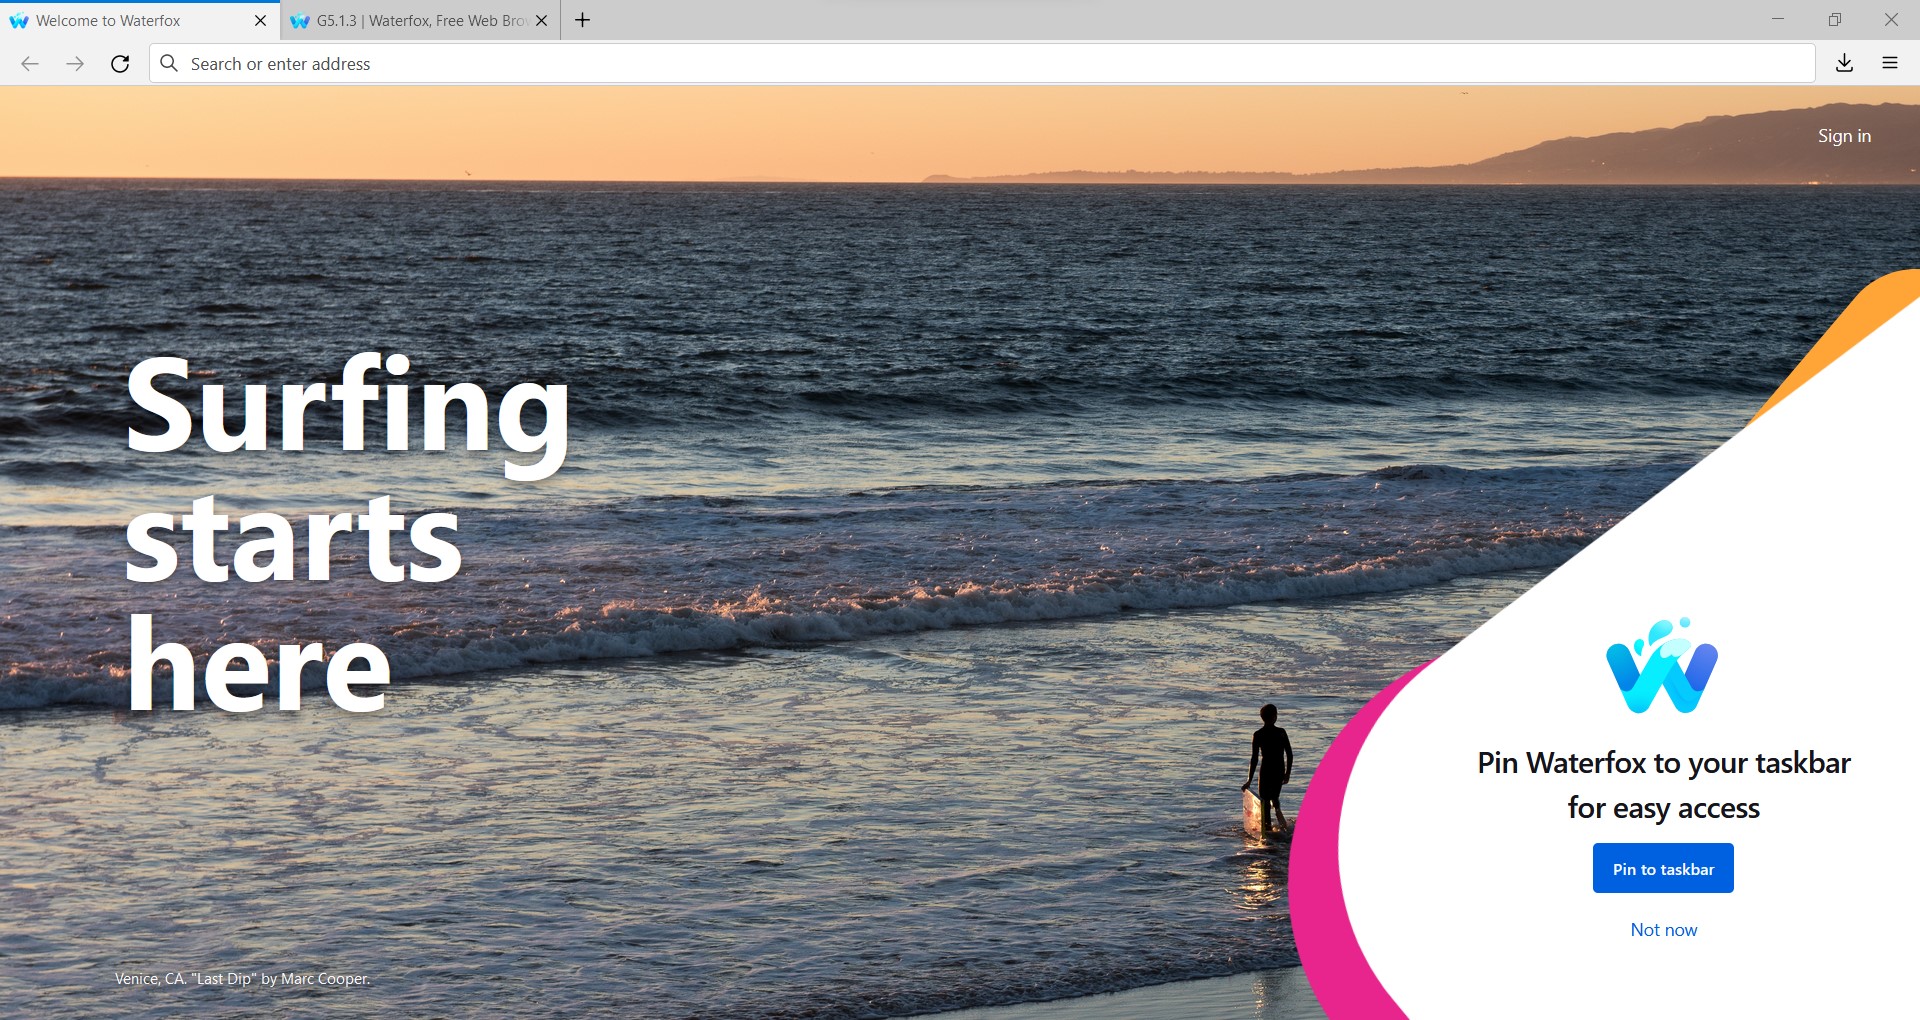 Welcome to Waterfox
G5.1.3 | Waterfox, Free Web Brow
Search or enter address
Sign in
Surfing
starts
here
Pin Waterfox to your taskbar
for easy access
Pin to taskbar
Not now
Venice, CA. "Last Dip" by Marc Cooper.